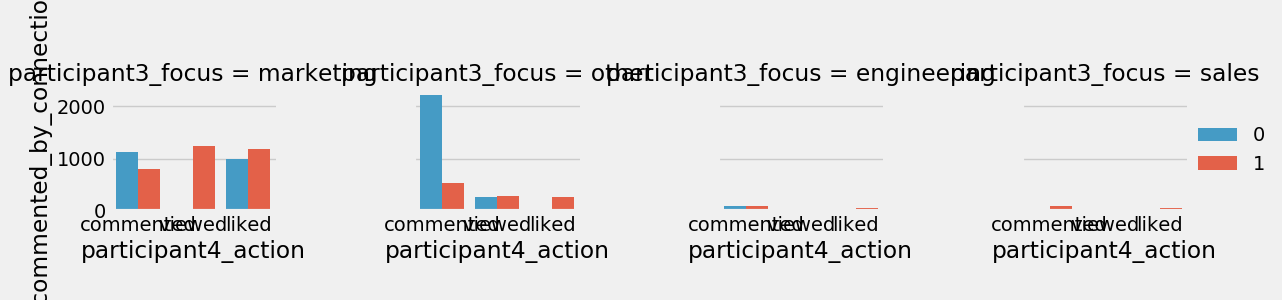 participant3_focus = marketing
participant3_focus = other
participant3_focus = engineering
participant3_focus = sales
commented_by_connectio
2000
1000
0
0
1
commented viewed liked
commented viewed liked
commented viewed liked
commented viewed liked
participant4_action
participant4_action
participant4_action
participant4_action